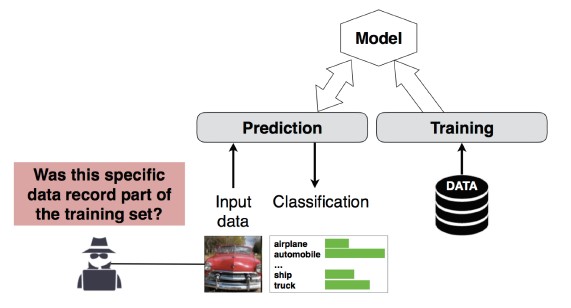 Model
Prediction
Training
Was this specific
data record part of
the training set?
Input
data
Classification
DATA
airplane
automobile
...
ship
truck